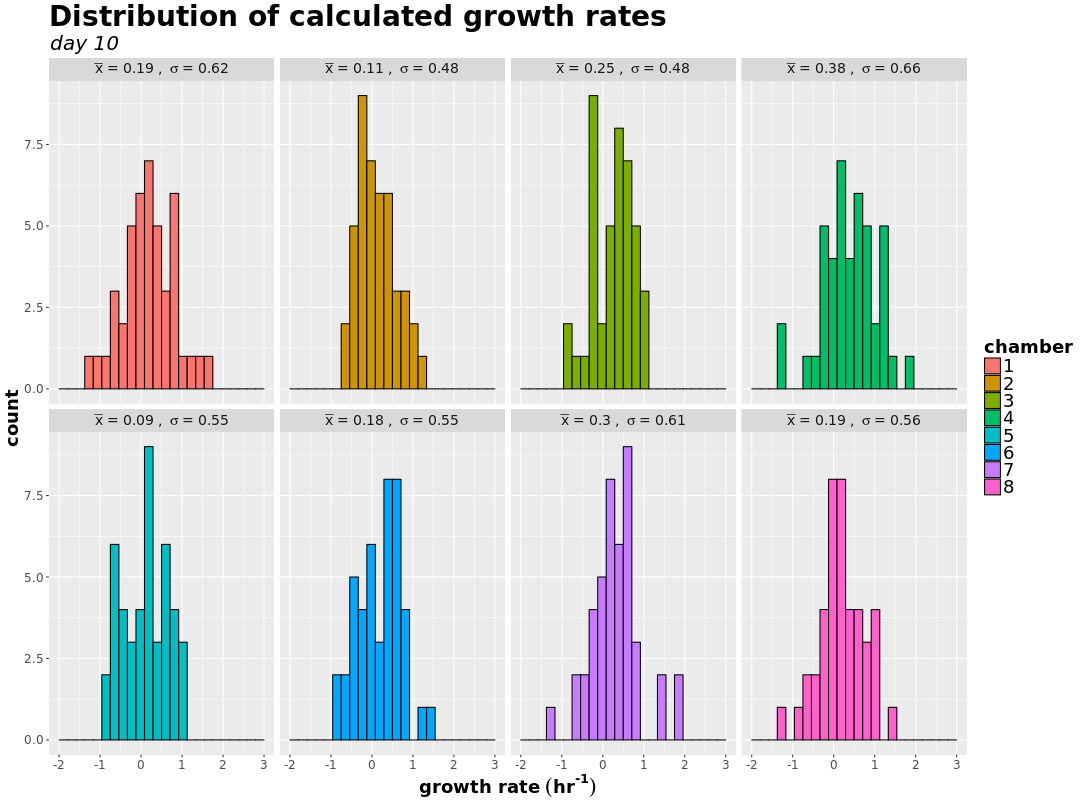 Distribution of calculated growth rates
day 10
x̅ = 0.19 , σ = 0.62
x̅ = 0.11 , σ = 0.48
x̅ = 0.25 , σ = 0.48
x̅ = 0.38 , σ = 0.66
7.5
5.0
2.5
0.0
x̅ = 0.09 , σ = 0.55
x̅ = 0.18 , σ = 0.55
x̅ = 0.3 , σ = 0.61
x̅ = 0.19 , σ = 0.56
7.5
5.0
2.5
0.0
count
-2 -1 0 1 2 3 -2 -1 0 1 2 3 -2 -1 0 1 2 3 -2 -1 0 1 2 3
growth rate (hr⁻¹)
chamber
1
2
3
4
5
6
7
8